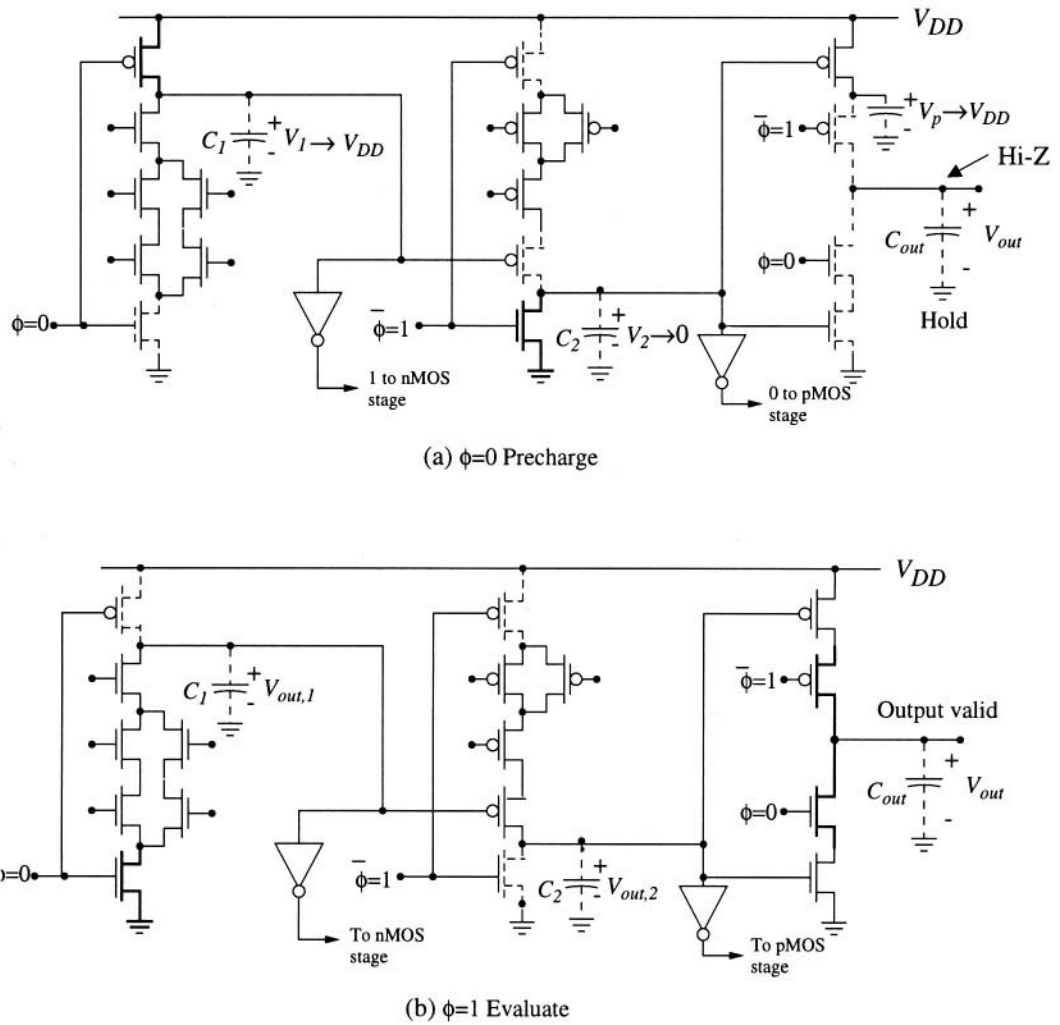 V_DD
C_1
+
-
V_1→V_DD
+
-
V_p→V_DD
φ̄=1
Hi-Z
C_out
+
-
V_out
φ=0
Hold
φ=0
φ̄=1
C_2
+
-
V_2→0
1 to nMOS
stage
0 to pMOS
stage
(a) φ=0 Precharge
V_DD
C_1
+
-
V_out,1
φ̄=1
Output valid
C_out
+
-
V_out
φ=0
φ=0
φ̄=1
C_2
+
-
V_out,2
To nMOS
stage
To pMOS
stage
(b) φ=1 Evaluate